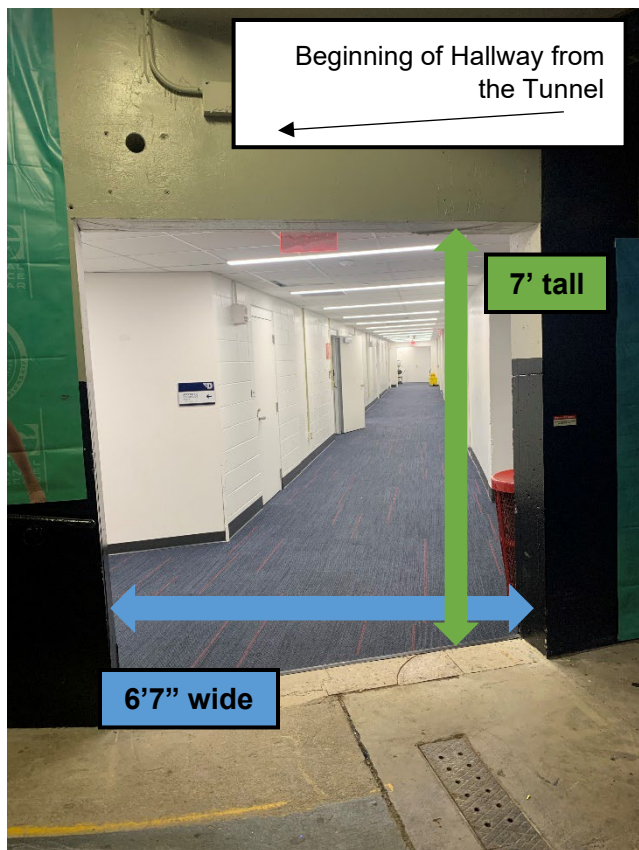 Beginning of Hallway from
the Tunnel
7’ tall
6’7” wide